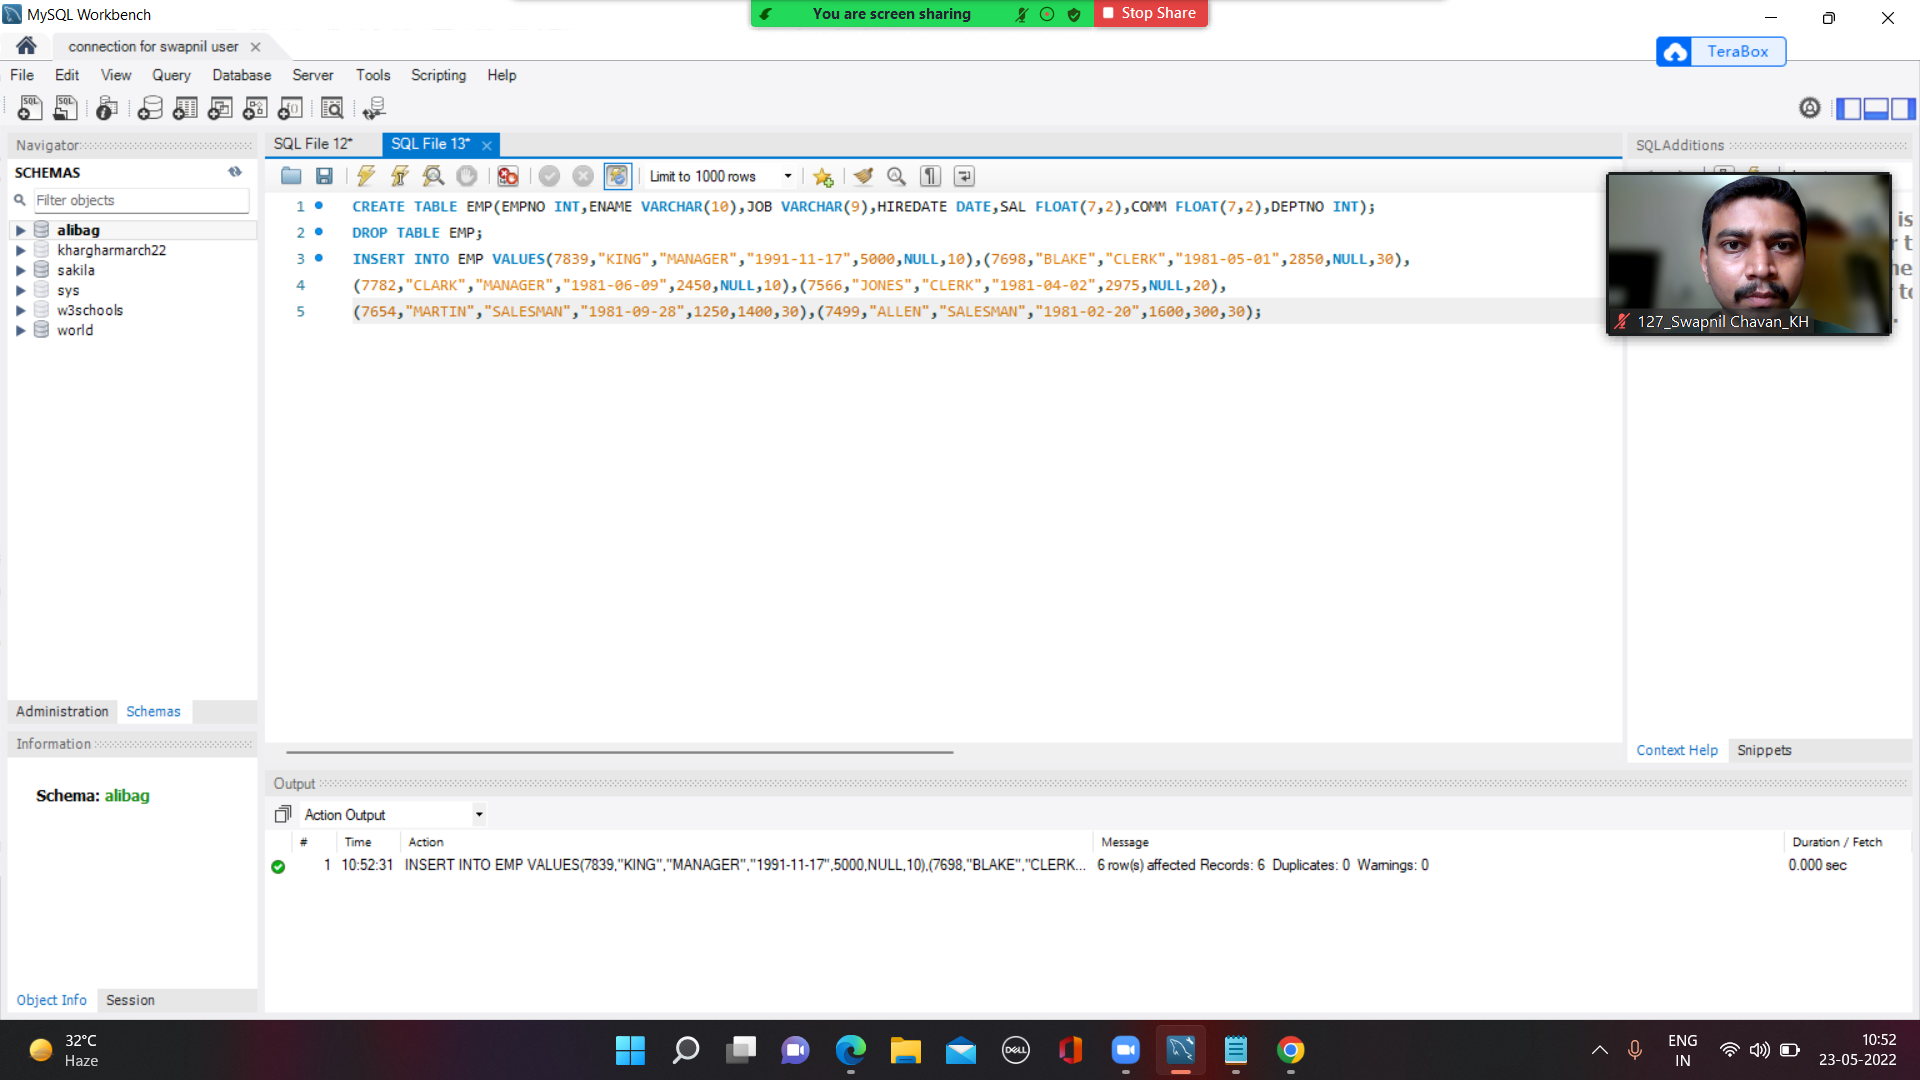 MySQL Workbench
You are screen sharing
Stop Share
connection for swapnil user
TeraBox
File Edit View Query Database Server Tools Scripting Help
Navigator
SQL File 12*
SQL File 13*
SQLAdditions
SCHEMAS
Limit to 1000 rows
Filter objects
alibag
khargharmarch22
sakila
sys
w3schools
world
1 CREATE TABLE EMP(EMPNO INT,ENAME VARCHAR(10),JOB VARCHAR(9),HIREDATE DATE,SAL FLOAT(7,2),COMM FLOAT(7,2),DEPTNO INT);
2 DROP TABLE EMP;
3 INSERT INTO EMP VALUES(7839,"KING","MANAGER","1991-11-17",5000,NULL,10),(7698,"BLAKE","CLERK","1981-05-01",2850,NULL,30),
4 (7782,"CLARK","MANAGER","1981-06-09",2450,NULL,10),(7566,"JONES","CLERK","1981-04-02",2975,NULL,20),
5 (7654,"MARTIN","SALESMAN","1981-09-28",1250,1400,30),(7499,"ALLEN","SALESMAN","1981-02-20",1600,300,30);
127_Swapnil Chavan_KH
Administration Schemas
Information
Schema: alibag
Object Info Session
Context Help Snippets
Output
Action Output
# Time Action Message Duration / Fetch
1 10:52:31 INSERT INTO EMP VALUES(7839,"KING","MANAGER","1991-11-17",5000,NULL,10),(7698,"BLAKE","CLERK... 6 row(s) affected Records: 6 Duplicates: 0 Warnings: 0 0.000 sec
32°C
Haze
DELL
ENG
IN
10:52
23-05-2022